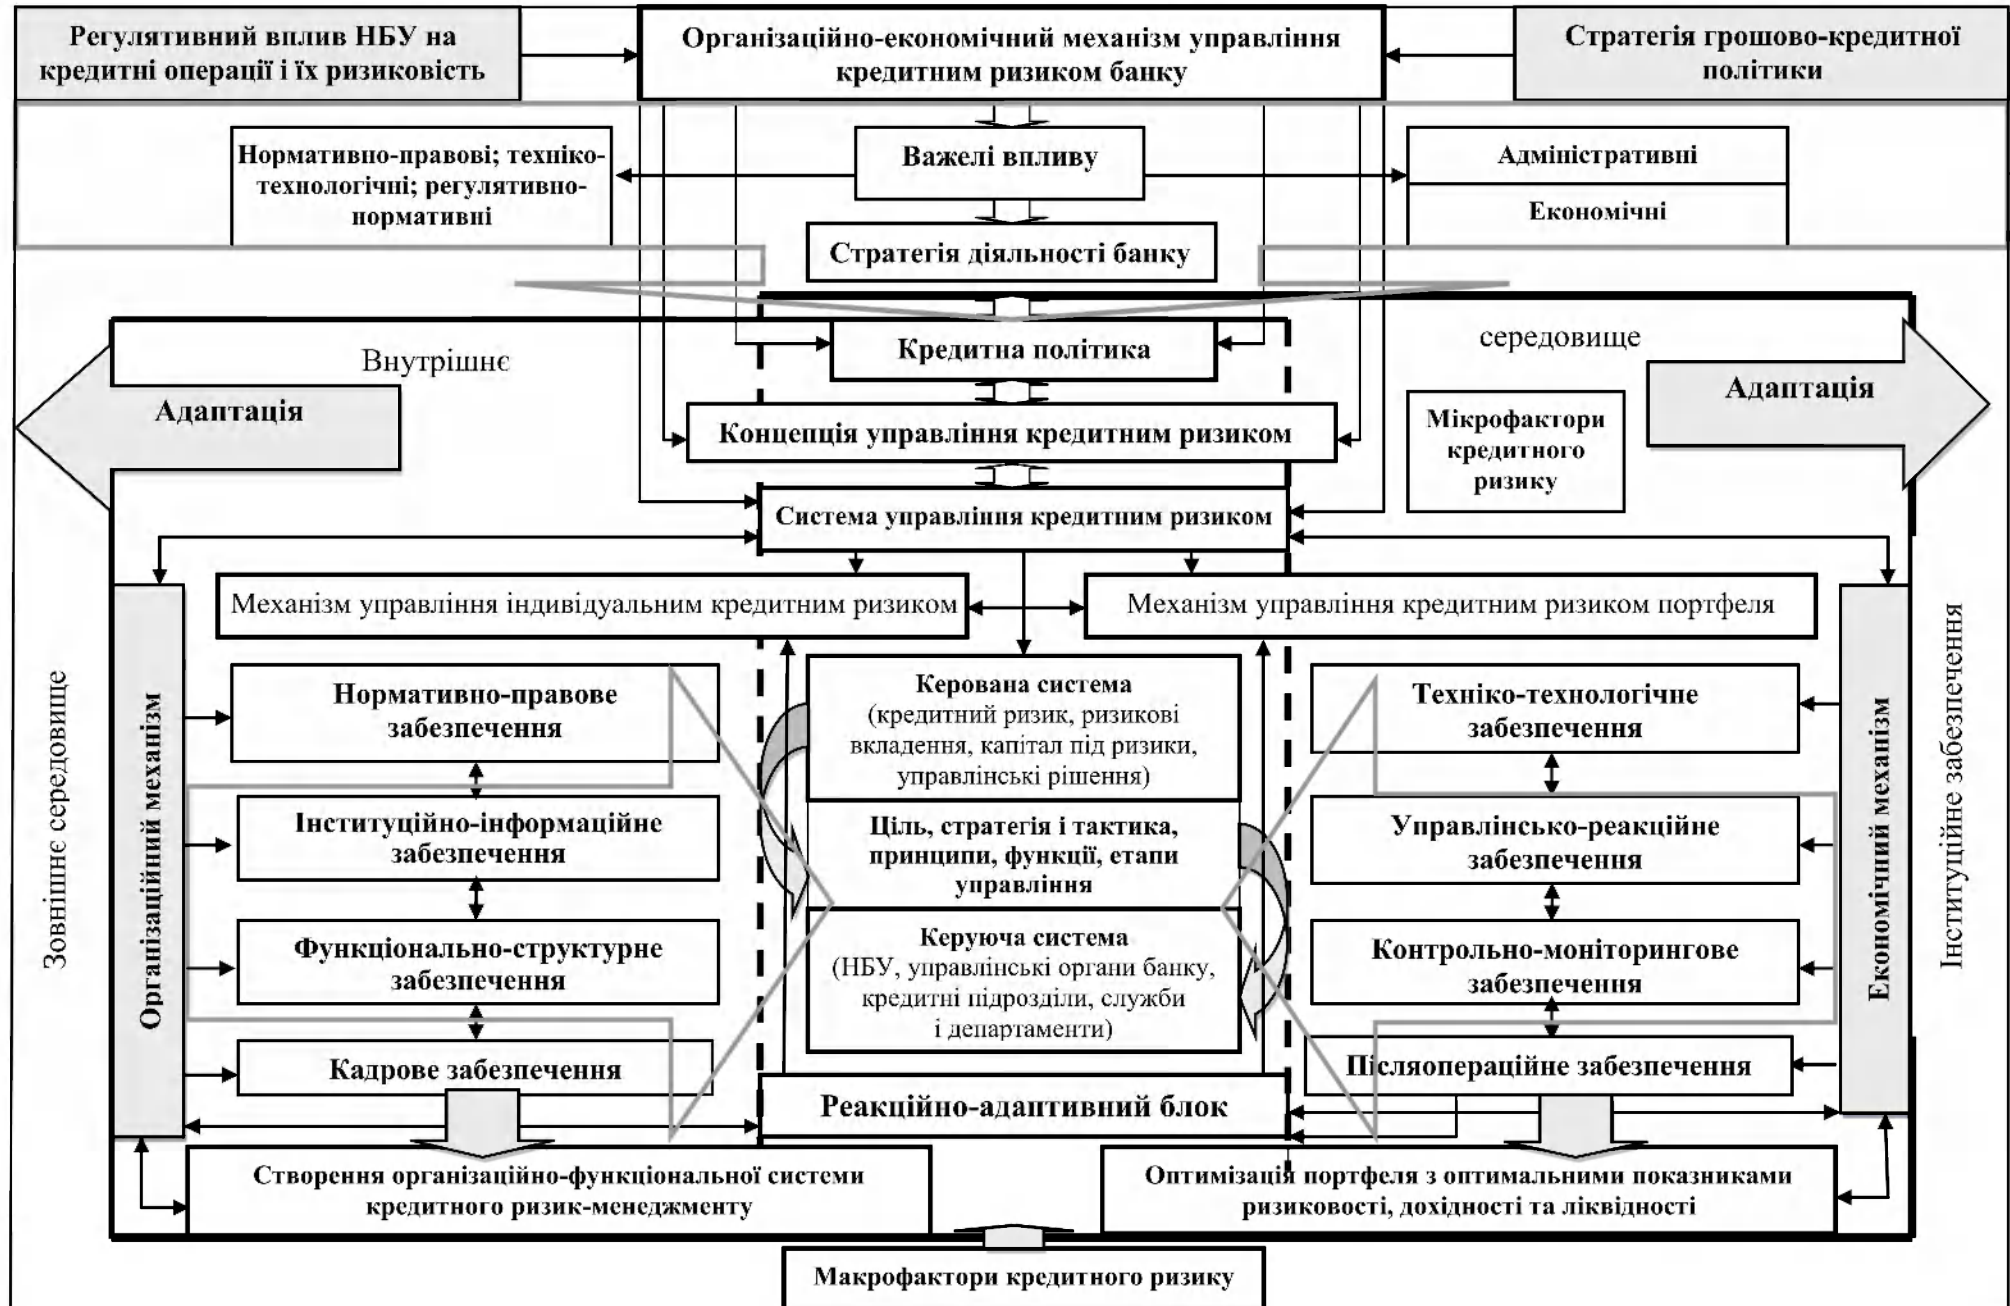 Регулятивний вплив НБУ на
кредитні операції і їх ризиковість
Організаційно-економічний механізм управління
кредитним ризиком банку
Стратегія грошово-кредитної
політики
Нормативно-правові; техніко-
технологічні; регулятивно-
нормативні
Важелі впливу
Адміністративні
Економічні
Стратегія діяльності банку
Внутрішнє
середовище
Кредитна політика
Адаптація
Адаптація
Концепція управління кредитним ризиком
Мікрофактори
кредитного
ризику
Система управління кредитним ризиком
Механізм управління індивідуальним кредитним ризиком
Механізм управління кредитним ризиком портфеля
Зовнішнє середовище
Організаційний механізм
Нормативно-правове
забезпечення
Інституційно-інформаційне
забезпечення
Функціонально-структурне
забезпечення
Кадрове забезпечення
Керована система
(кредитний ризик, ризикові
вкладення, капітал під ризики,
управлінські рішення)
Ціль, стратегія і тактика,
принципи, функції, етапи
управління
Керуюча система
(НБУ, управлінські органи банку,
кредитні підрозділи, служби
і департаменти)
Реакційно-адаптивний блок
Техніко-технологічне
забезпечення
Управлінсько-реакційне
забезпечення
Контрольно-моніторингове
забезпечення
Післяопераційне забезпечення
Економічний механізм
Інституційне забезпечення
Створення організаційно-функціональної системи
кредитного ризик-менеджменту
Оптимізація портфеля з оптимальними показниками
ризиковості, дохідності та ліквідності
Макрофактори кредитного ризику